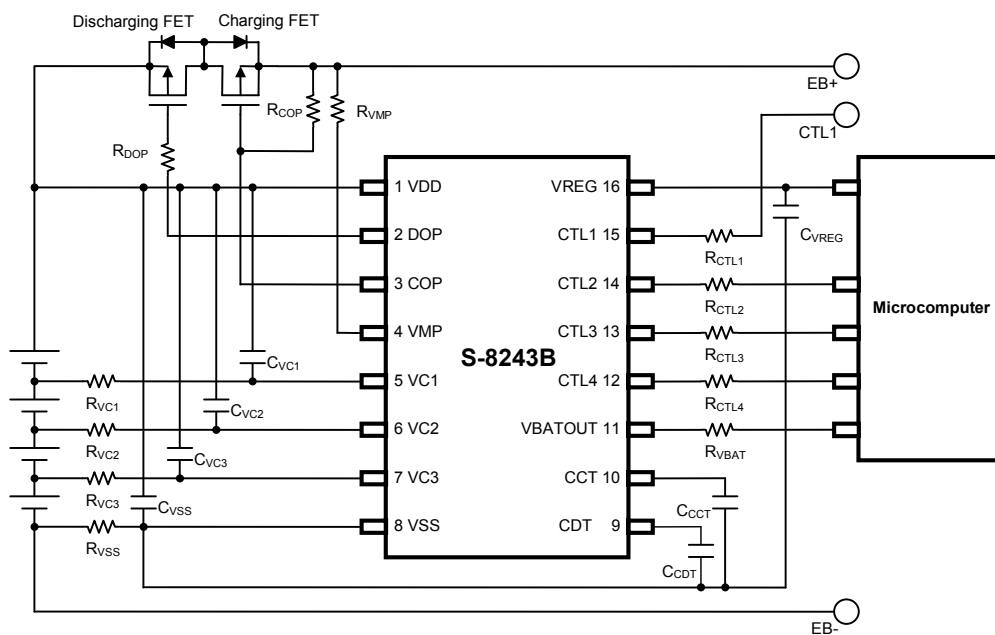 Discharging FET
Charging FET
EB+
RCOP
RVMP
CTL1
RDOP
1 VDD
VREG 16
CVREG
2 DOP
CTL1 15
RCTL1
3 COP
CTL2 14
RCTL2
Microcomputer
4 VMP
CTL3 13
RCTL3
S-8243B
CVC1
5 VC1
CTL4 12
RCTL4
RVC1
CVC2
6 VC2
VBATOUT 11
RVBAT
RVC2
CVC3
7 VC3
CCT 10
RVC3
CVSS
CCCT
8 VSS
CDT 9
RVSS
CCDT
EB-